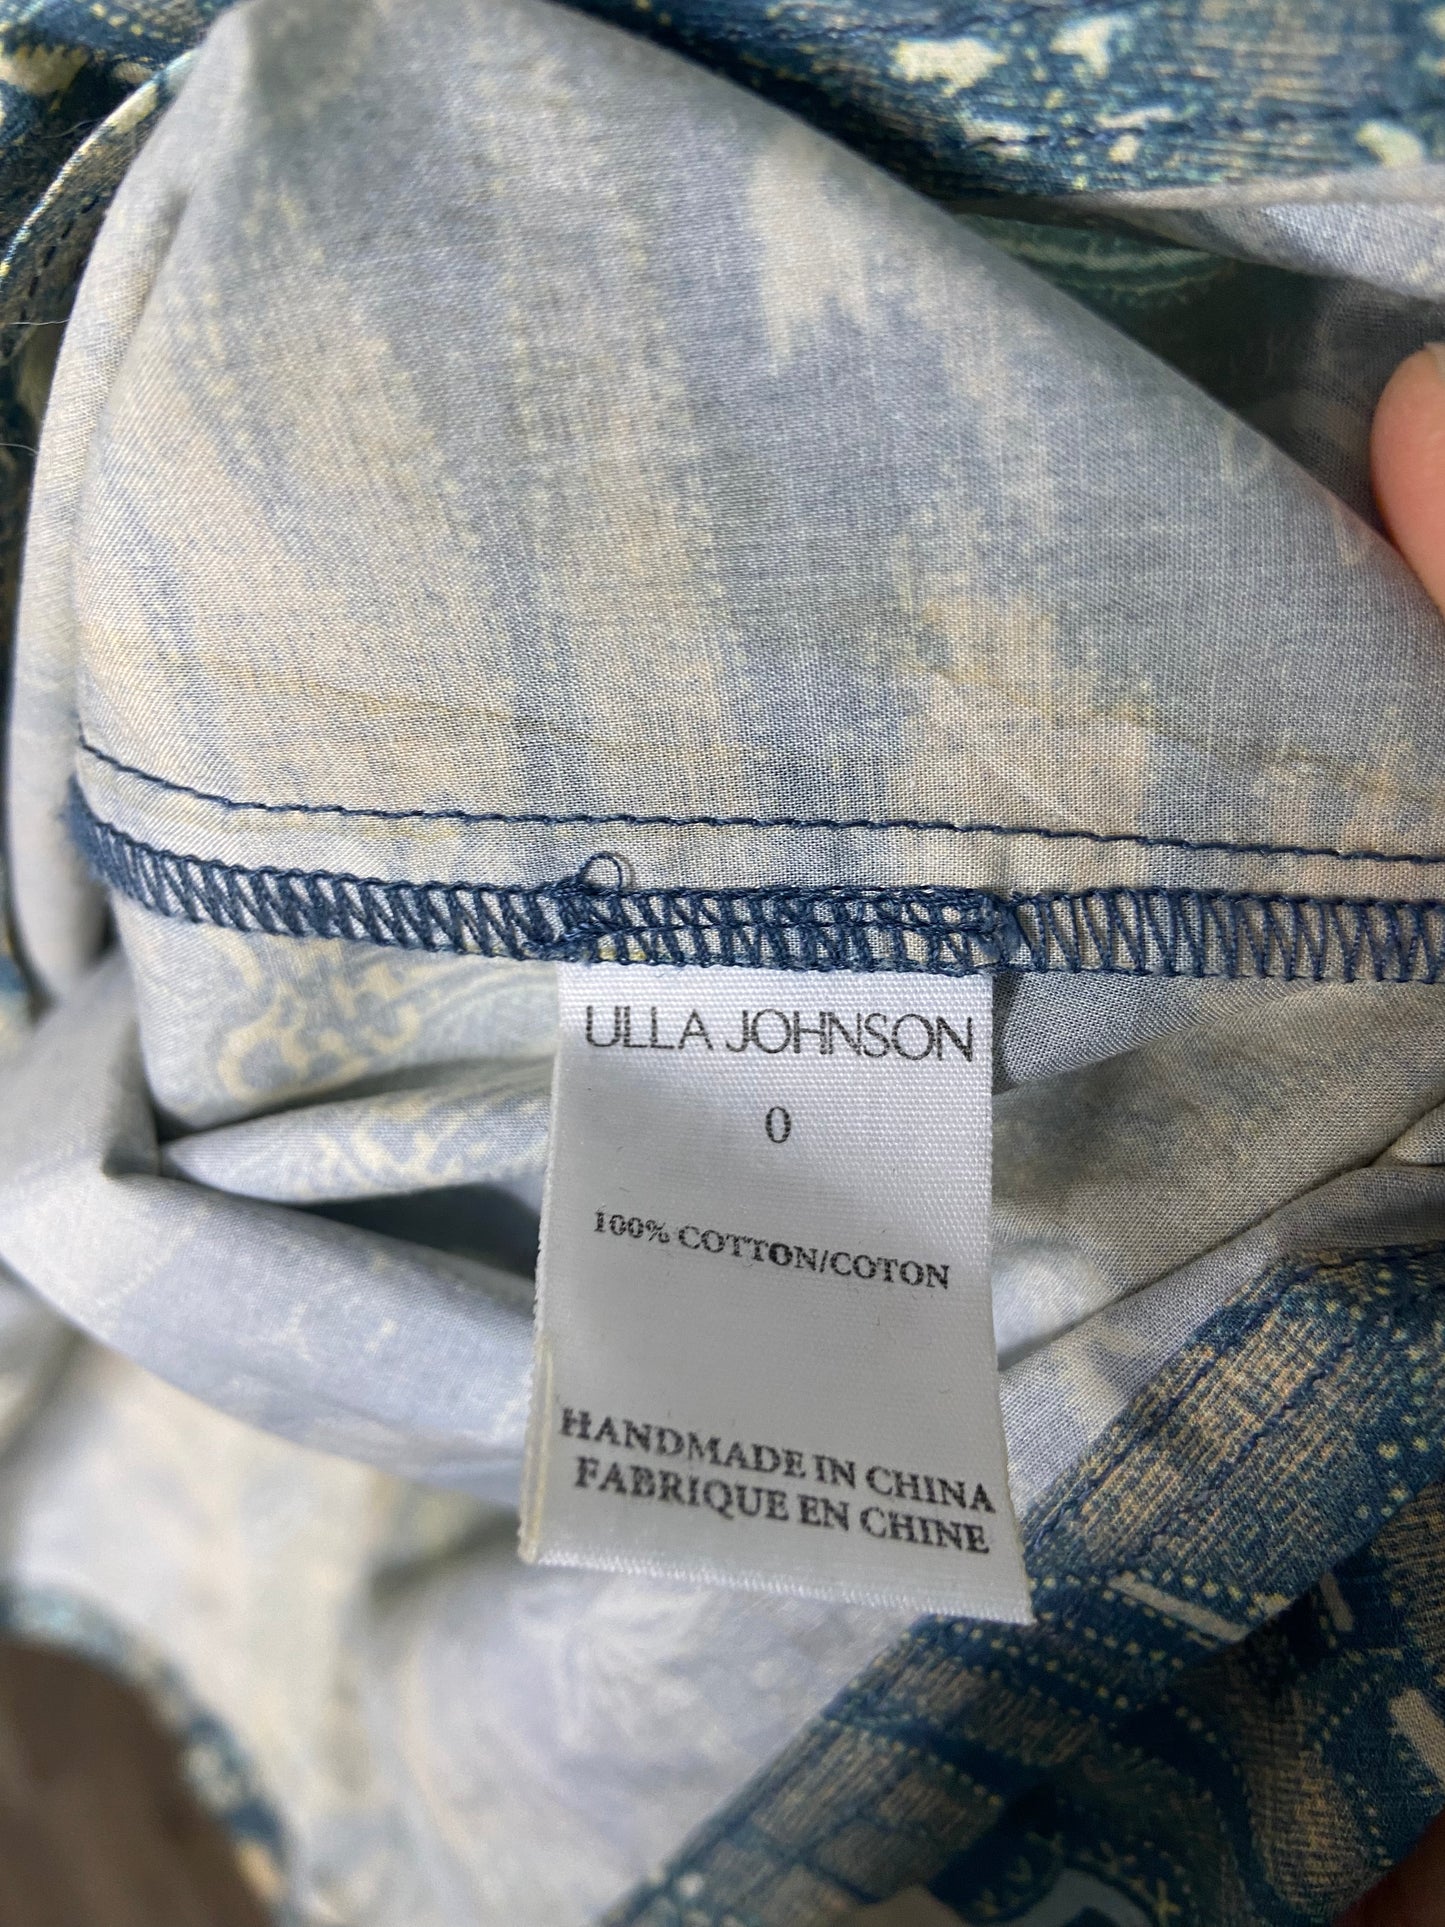 ULLA JOHNSON
0
100% COTTON/COTON
HANDMADE IN CHINA
FABRIQUE EN CHINE